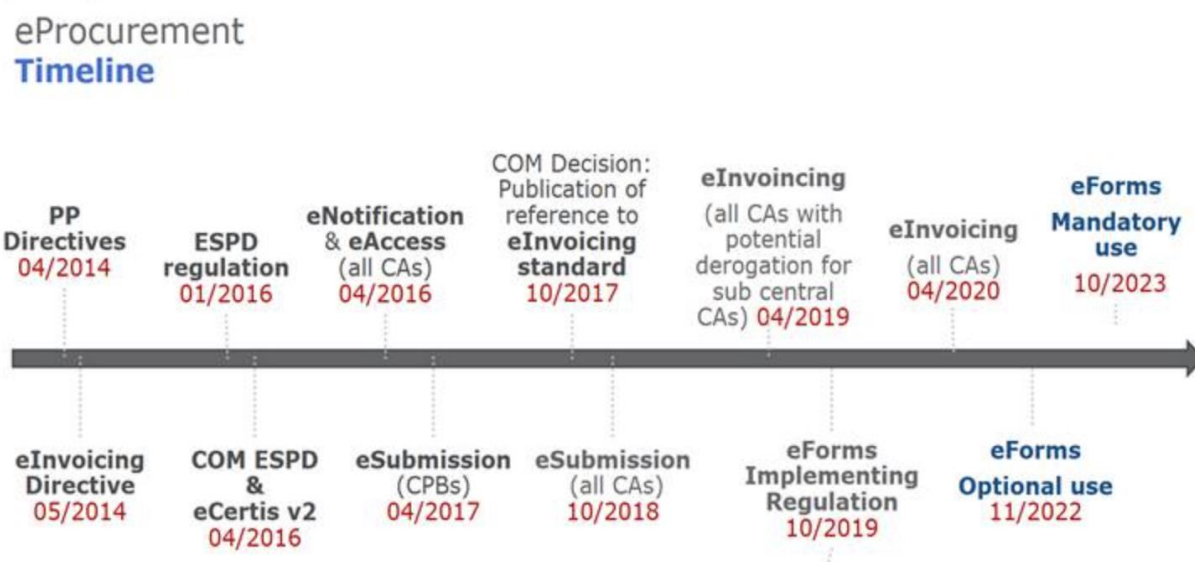 eProcurement
Timeline
PP
Directives
04/2014
ESPD
regulation
01/2016
eNotification
& eAccess
(all CAs)
04/2016
COM Decision:
Publication of
reference to
eInvoicing
standard
10/2017
eInvoincing
(all CAs with
potential
derogation for
sub central
CAs) 04/2019
eInvoicing
(all CAs)
04/2020
eForms
Mandatory
use
10/2023
eInvoicing
Directive
05/2014
COM ESPD
&
eCertis v2
04/2016
eSubmission
(CPBs)
04/2017
eSubmission
(all CAs)
10/2018
eForms
Implementing
Regulation
10/2019
eForms
Optional use
11/2022